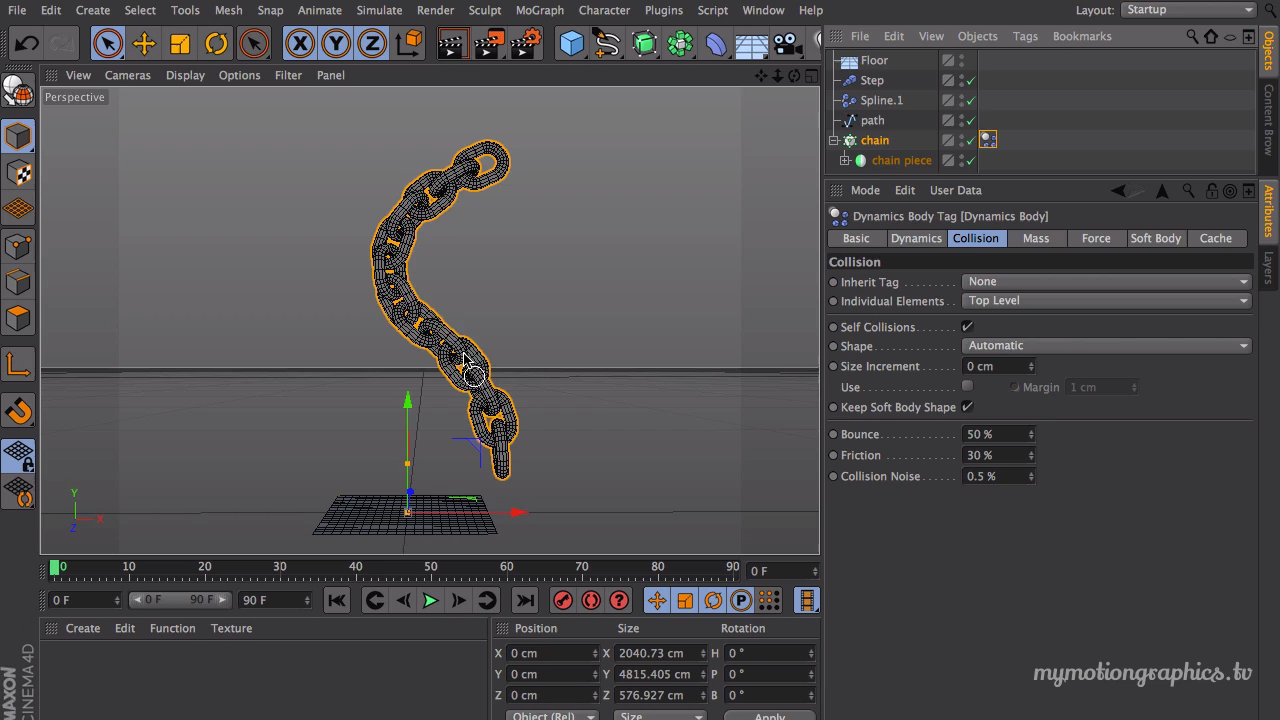 File Edit Create Select Tools Mesh Snap Animate Simulate Render Sculpt MoGraph Character Plugins Script Window Help
Layout: Startup
X Y Z
File Edit View Objects Tags Bookmarks
View Cameras Display Options Filter Panel
Perspective
Floor
Step
Spline.1
path
chain
chain piece
Mode Edit User Data
Dynamics Body Tag [Dynamics Body]
Basic Dynamics Collision Mass Force Soft Body Cache
Collision
Inherit Tag None
Individual Elements Top Level
Self Collisions
Shape Automatic
Size Increment 0 cm
Use Margin 1 cm
Keep Soft Body Shape
Bounce 50 %
Friction 30 %
Collision Noise 0.5 %
Objects
Content Brow
Attributes
Layers
Y
X
Z
0 10 20 30 40 50 60 70 80 90 0 F
0 F 0 F 90 F 90 F
P
Create Edit Function Texture
Position Size Rotation
X 0 cm X 2040.73 cm H 0 °
Y 0 cm Y 4815.405 cm P 0 °
Z 0 cm Z 576.927 cm B 0 °
Object (Rel) Size Apply
MAXON
CINEMA 4D
mymotiongraphics.tv